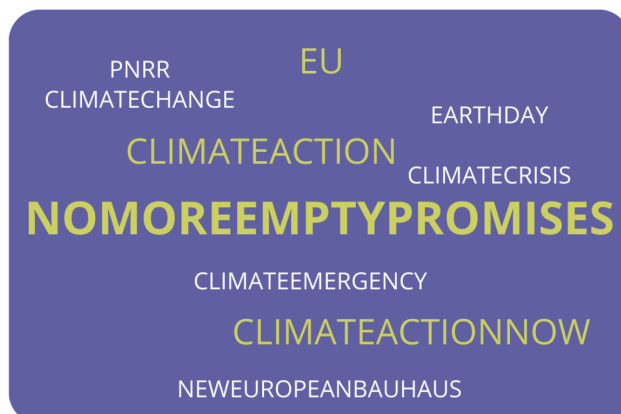 EU
PNRR
CLIMATECHANGE
EARTHDAY
CLIMATEACTION
CLIMATECRISIS
NOMOREEMPTYPROMISES
CLIMATEEMERGENCY
CLIMATEACTIONNOW
NEWEUROPEANBAUHAUS